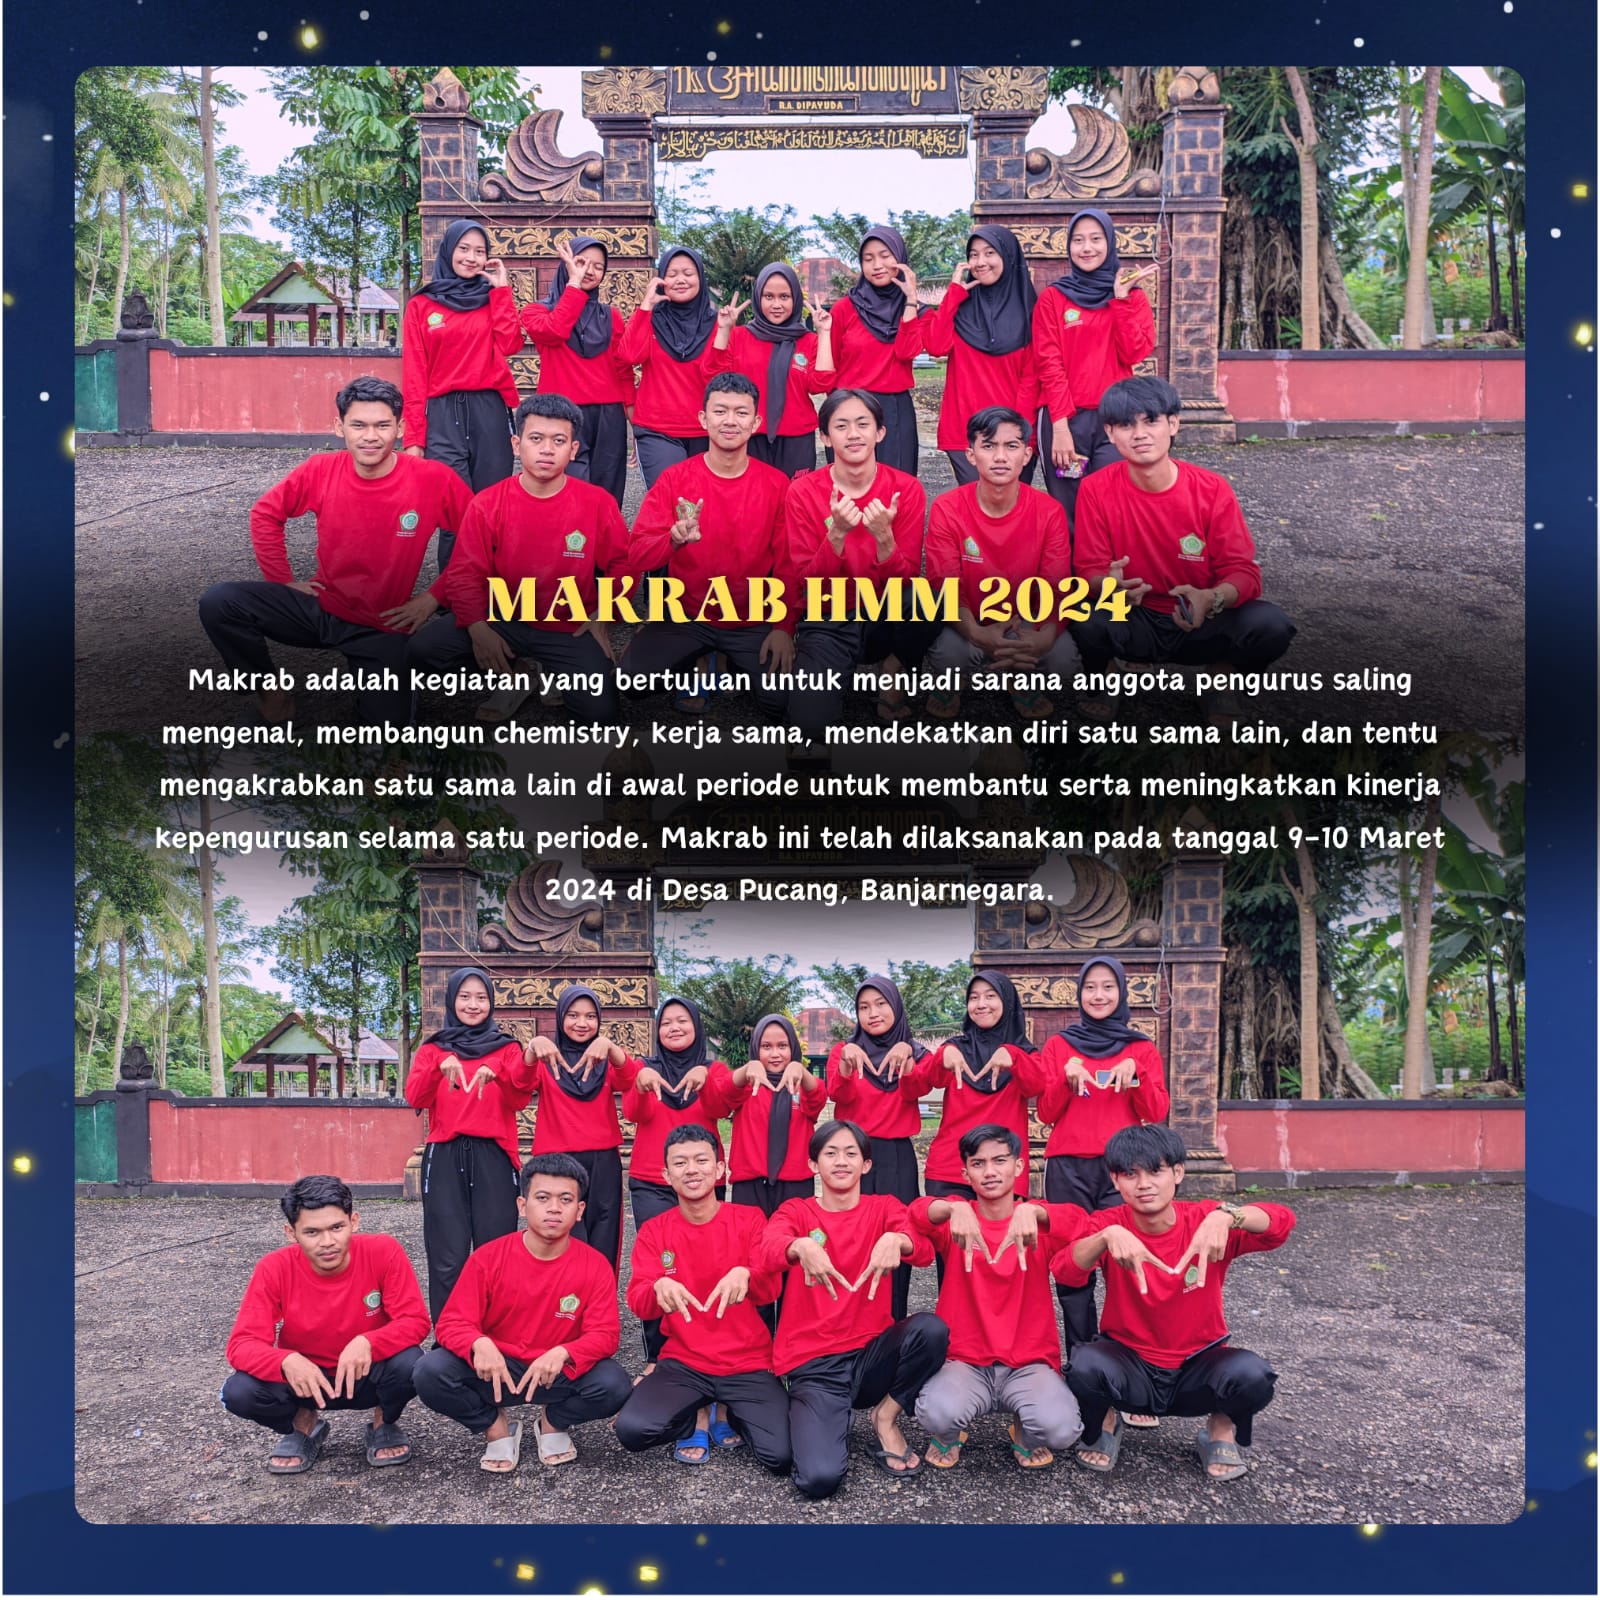 R.A. DIPAYUDA
MAKRAB HMM 2024
Makrab adalah kegiatan yang bertujuan untuk menjadi sarana anggota pengurus saling
mengenal, membangun chemistry, kerja sama, mendekatkan diri satu sama lain, dan tentu
mengakrabkan satu sama lain di awal periode untuk membantu serta meningkatkan kinerja
kepengurusan selama satu periode. Makrab ini telah dilaksanakan pada tanggal 9-10 Maret
2024 di Desa Pucang, Banjarnegara.